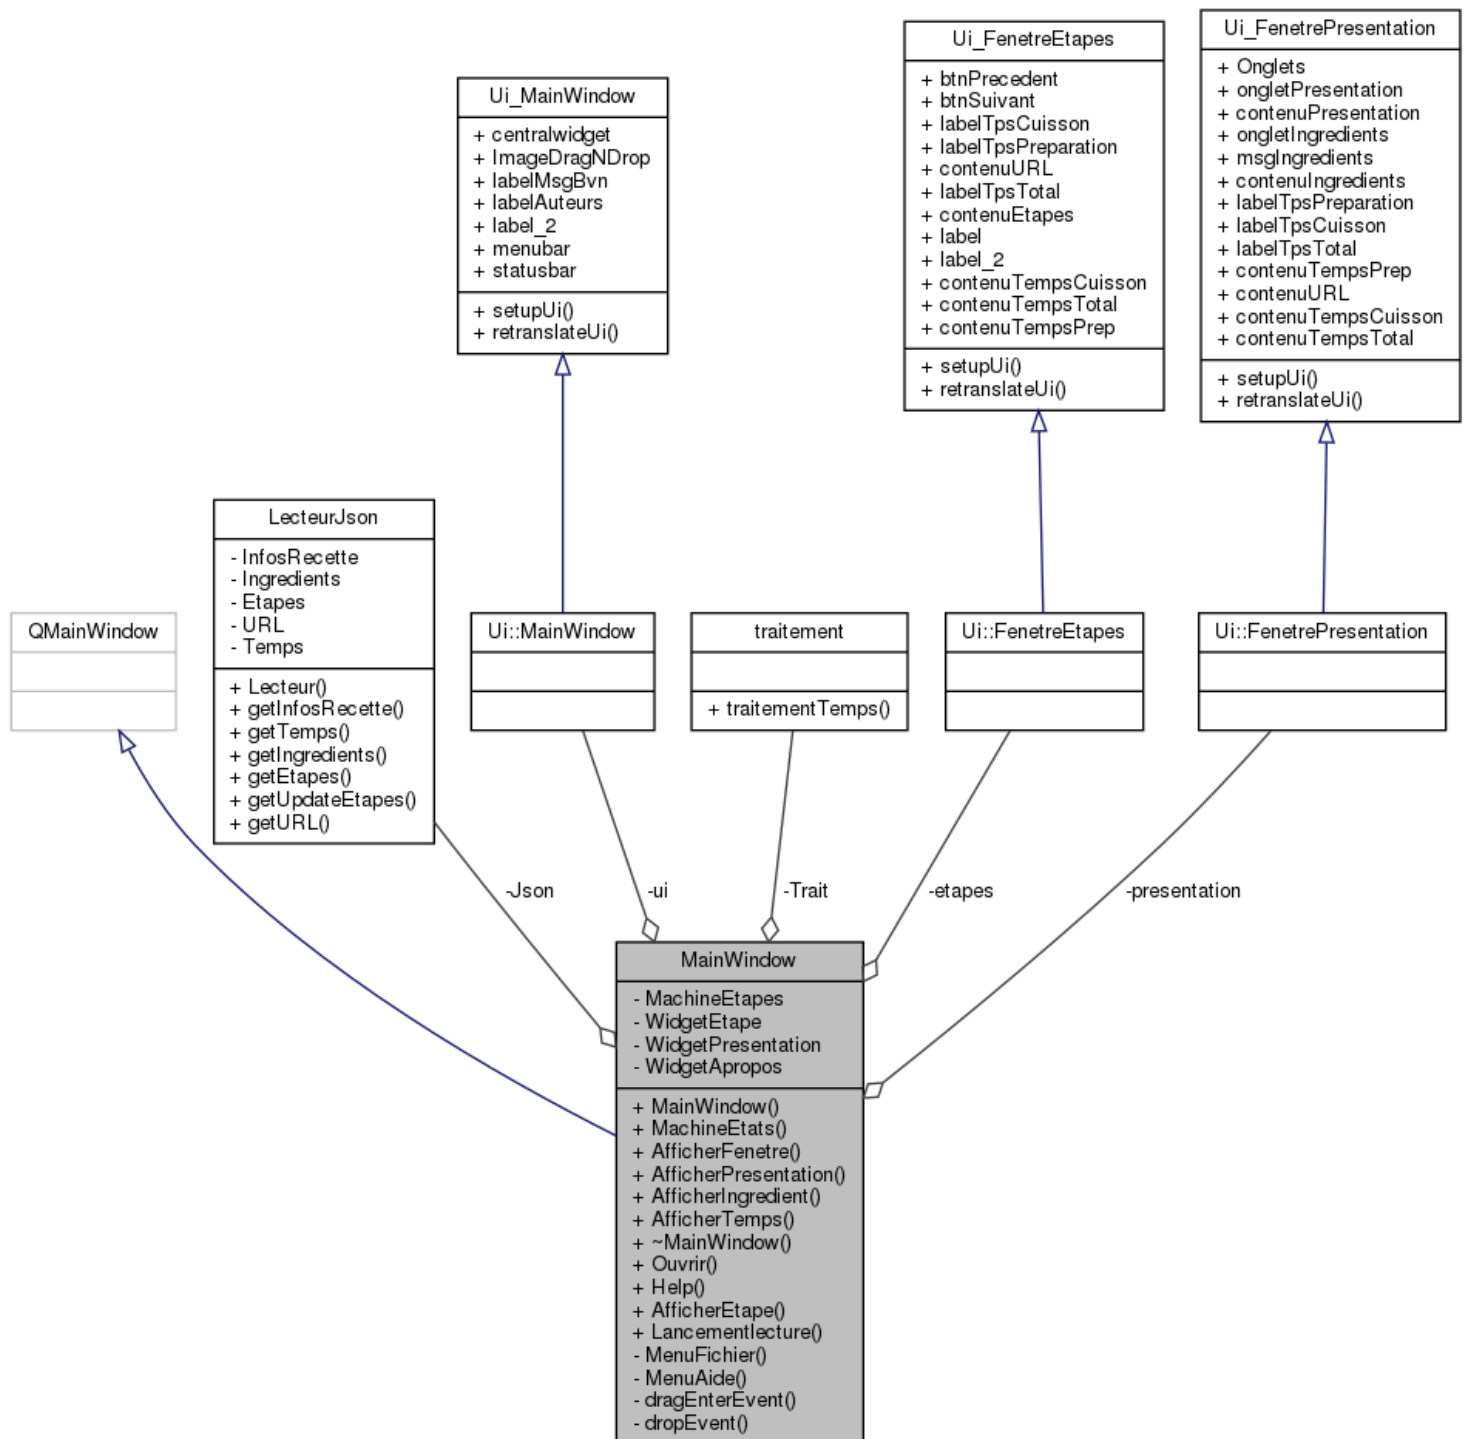 Ui_FenetrePresentation
+ Onglets
+ ongletPresentation
+ contenuPresentation
+ ongletIngredients
+ msgIngredients
+ contenuIngredients
+ labelTpsPreparation
+ labelTpsCuisson
+ labelTpsTotal
+ contenuTempsPrep
+ contenuURL
+ contenuTempsCuisson
+ contenuTempsTotal
+ setupUi()
+ retranslateUi()
Ui_FenetreEtapes
+ btnPrecedent
+ btnSuivant
+ labelTpsCuisson
+ labelTpsPreparation
+ contenuURL
+ labelTpsTotal
+ contenuEtapes
+ label
+ label_2
+ contenuTempsCuisson
+ contenuTempsTotal
+ contenuTempsPrep
+ setupUi()
+ retranslateUi()
Ui_MainWindow
+ centralwidget
+ ImageDragNDrop
+ labelMsgBvn
+ labelAuteurs
+ label_2
+ menubar
+ statusbar
+ setupUi()
+ retranslateUi()
LecteurJson
- InfosRecette
- Ingredients
- Etapes
- URL
- Temps
+ Lecteur()
+ getInfosRecette()
+ getTemps()
+ getIngredients()
+ getEtapes()
+ getUpdateEtapes()
+ getURL()
QMainWindow
Ui::MainWindow
traitement
+ traitementTemps()
Ui::FenetreEtapes
Ui::FenetrePresentation
-Json
-ui
-Trait
-etapes
-presentation
MainWindow
- MachineEtapes
- WidgetEtape
- WidgetPresentation
- WidgetApropos
+ MainWindow()
+ MachineEtats()
+ AfficherFenetre()
+ AfficherPresentation()
+ AfficherIngredient()
+ AfficherTemps()
+ ~MainWindow()
+ Ouvrir()
+ Help()
+ AfficherEtape()
+ Lancementlecture()
- MenuFichier()
- MenuAide()
- dragEnterEvent()
- dropEvent()